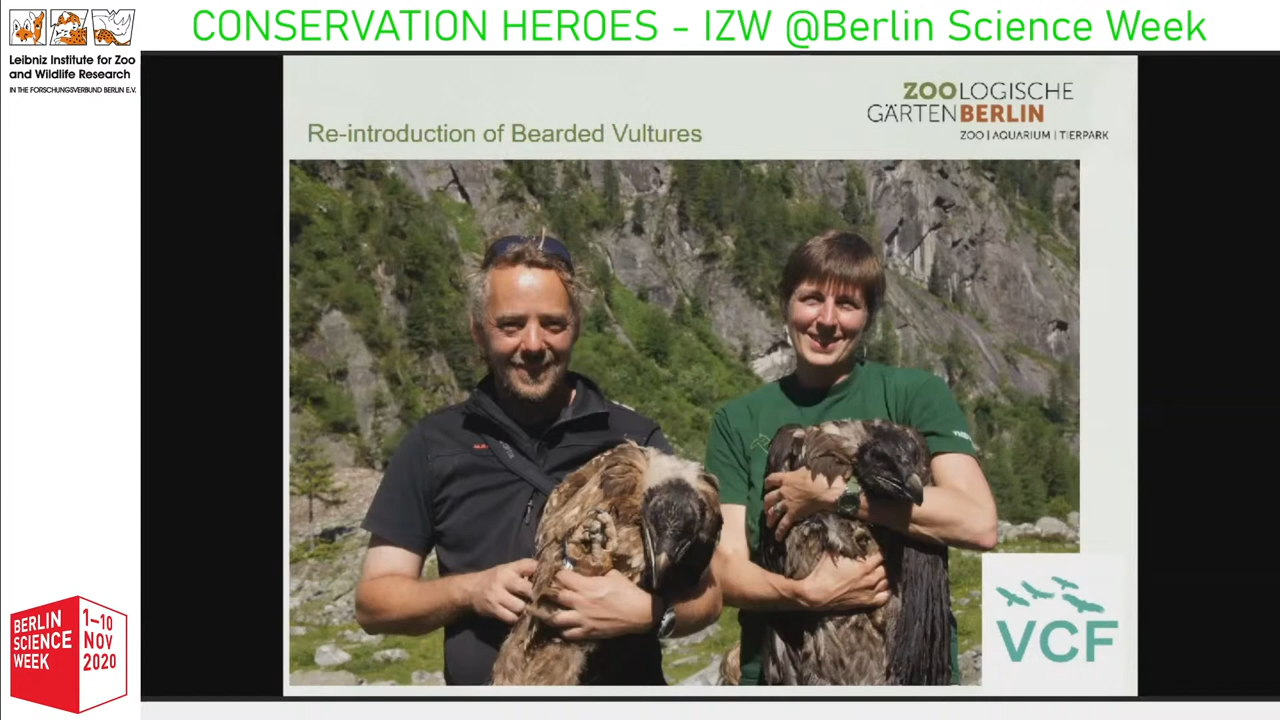 CONSERVATION HEROES - IZW @Berlin Science Week
IZW
Leibniz Institute for Zoo
and Wildlife Research
IN THE FORSCHUNGSVERBUND BERLIN E.V.
ZOOLOGISCHE
GÄRTEN BERLIN
ZOO | AQUARIUM | TIERPARK
Re-introduction of Bearded Vultures
VCF
BERLIN
SCIENCE
WEEK
1–10
NOV
2020